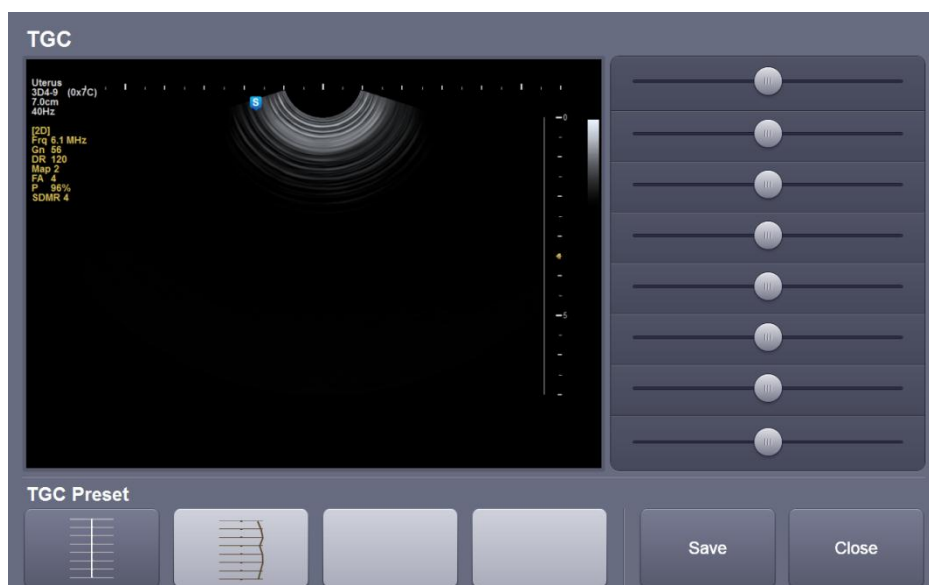 TGC
Uterus
3D4-9 (0x7C)
7.0cm
40Hz
[2D]
Frq 6.1 MHz
Gn 56
DR 120
Map 2
FA 4
P 96%
SDMR 4
S
0
5
TGC Preset
Save
Close